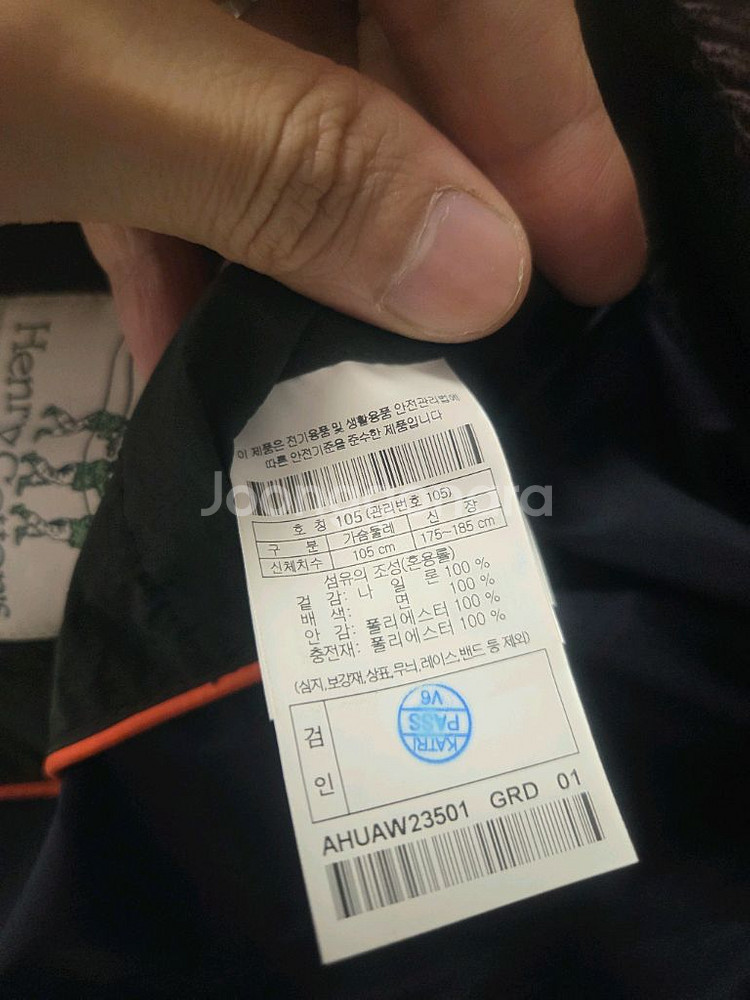 Henry Cottons
이 제품은 전기용품 및 생활용품 안전관리법에
따른 안전기준을 준수한 제품입니다
호 칭 105 (관리번호 105)
구 분 가슴둘레 신 장
신체치수 105 cm 175-185 cm
섬유의 조성(혼용률)
겉 감: 나 일 론 100 %
배 색: 면 100 %
안 감: 폴리에스터 100 %
충전재: 폴리에스터 100 %
(심지,보강재,상표,무늬,레이스,밴드 등 제외)
검
인
KATRI
PASS
V6
AHUAW23501 GRD 01